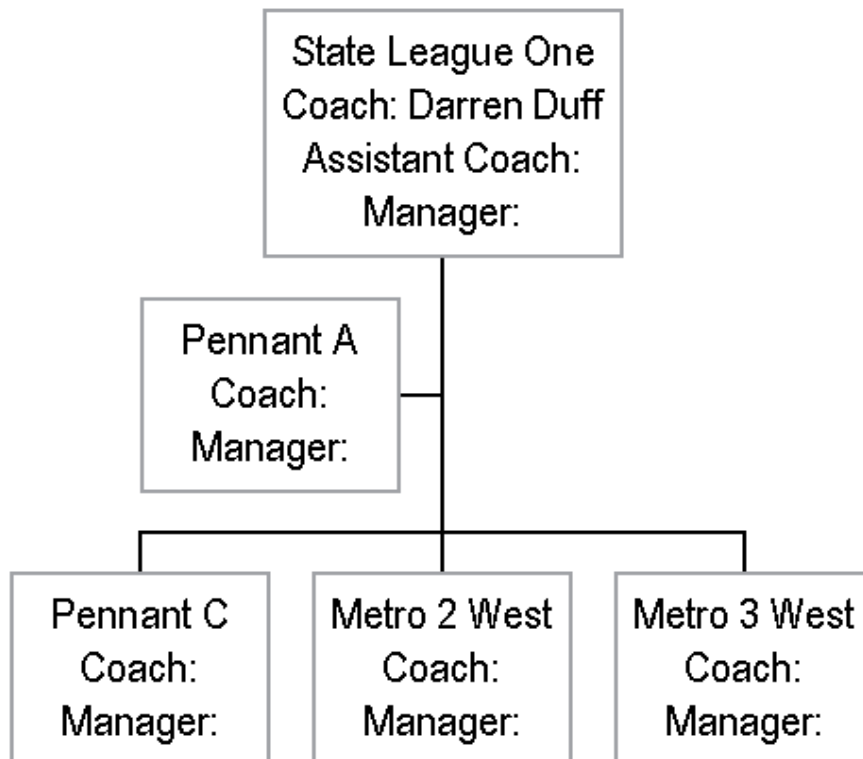 State League One
Coach: Darren Duff
Assistant Coach:
Manager:
Pennant A
Coach:
Manager:
Pennant C
Coach:
Manager:
Metro 2 West
Coach:
Manager:
Metro 3 West
Coach:
Manager: